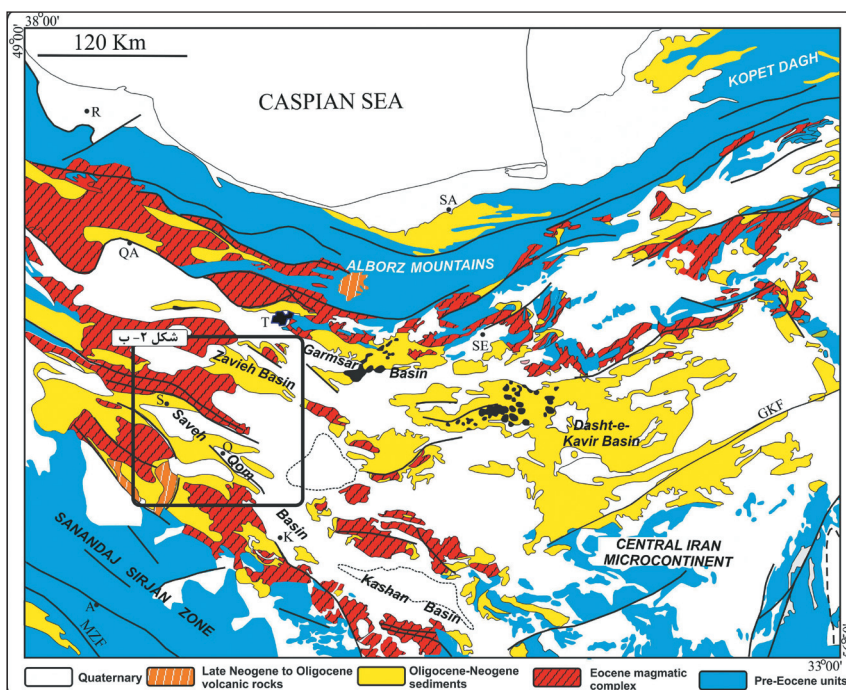 38°00'
49°00'
120 Km
CASPIAN SEA
KOPET DAGH
R
SA
QA
ALBORZ MOUNTAINS
T
SE
شکل ۲- ب
Garmsar
Basin
Zavieh Basin
S
Saveh
Q
Qom
Basin
K
Dasht-e-
Kavir Basin
GKF
CENTRAL IRAN
MICROCONTINENT
Kashan Basin
SANANDAJ SIRJAN ZONE
A
MZF
33°00'
Quaternary
Late Neogene to Oligocene
volcanic rocks
Oligocene-Neogene
sediments
Eocene magmatic
complex
Pre-Eocene units